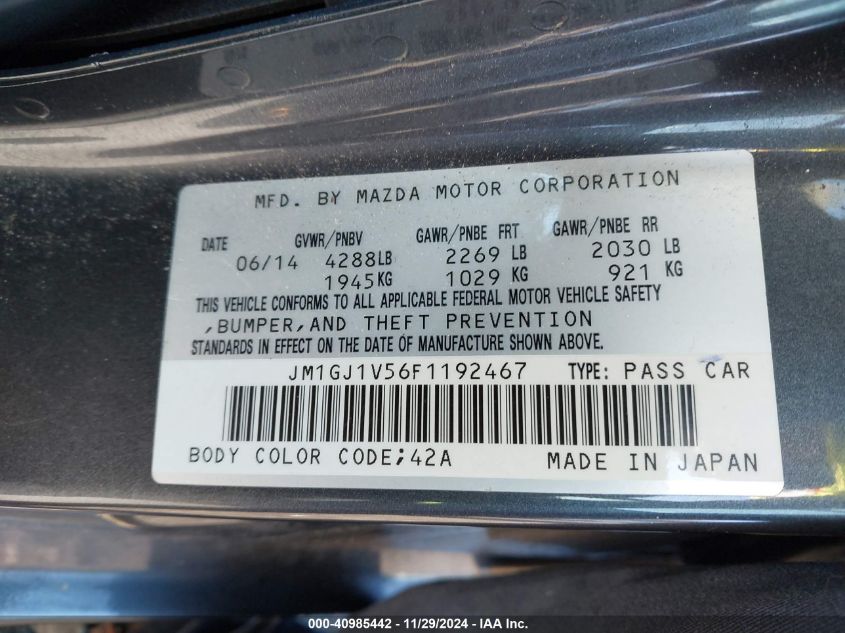 MFD. BY MAZDA MOTOR CORPORATION
DATE GVWR/PNBV GAWR/PNBE FRT GAWR/PNBE RR
06/14 4288LB 2269 LB 2030 LB
1945KG 1029 KG 921 KG
THIS VEHICLE CONFORMS TO ALL APPLICABLE FEDERAL MOTOR VEHICLE SAFETY
,BUMPER,AND THEFT PREVENTION
STANDARDS IN EFFECT ON THE DATE OF MANUFACTURE SHOWN ABOVE.
JM1GJ1V56F1192467 TYPE: PASS CAR
BODY COLOR CODE;42A MADE IN JAPAN
000-40985442 - 11/29/2024 - IAA Inc.